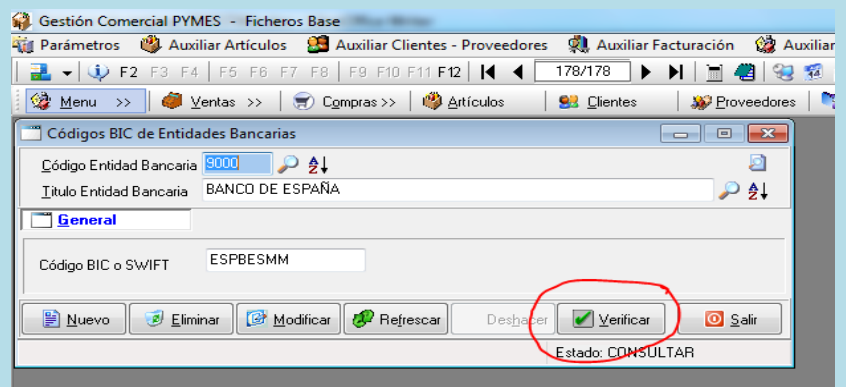 Gestión Comercial PYMES - Ficheros Base
Parámetros Auxiliar Artículos Auxiliar Clientes - Proveedores Auxiliar Facturación Auxiliar
F2 F3 F4 F5 F6 F7 F8 F9 F10 F11 F12 178/178
Menu >> Ventas >> Compras >> Artículos Clientes Proveedores
Códigos BIC de Entidades Bancarias
Código Entidad Bancaria 9000
Titulo Entidad Bancaria BANCO DE ESPAÑA
General
Código BIC o SWIFT ESPBESMM
Nuevo Eliminar Modificar Refrescar Deshacer Verificar Salir
Estado: CONSULTAR